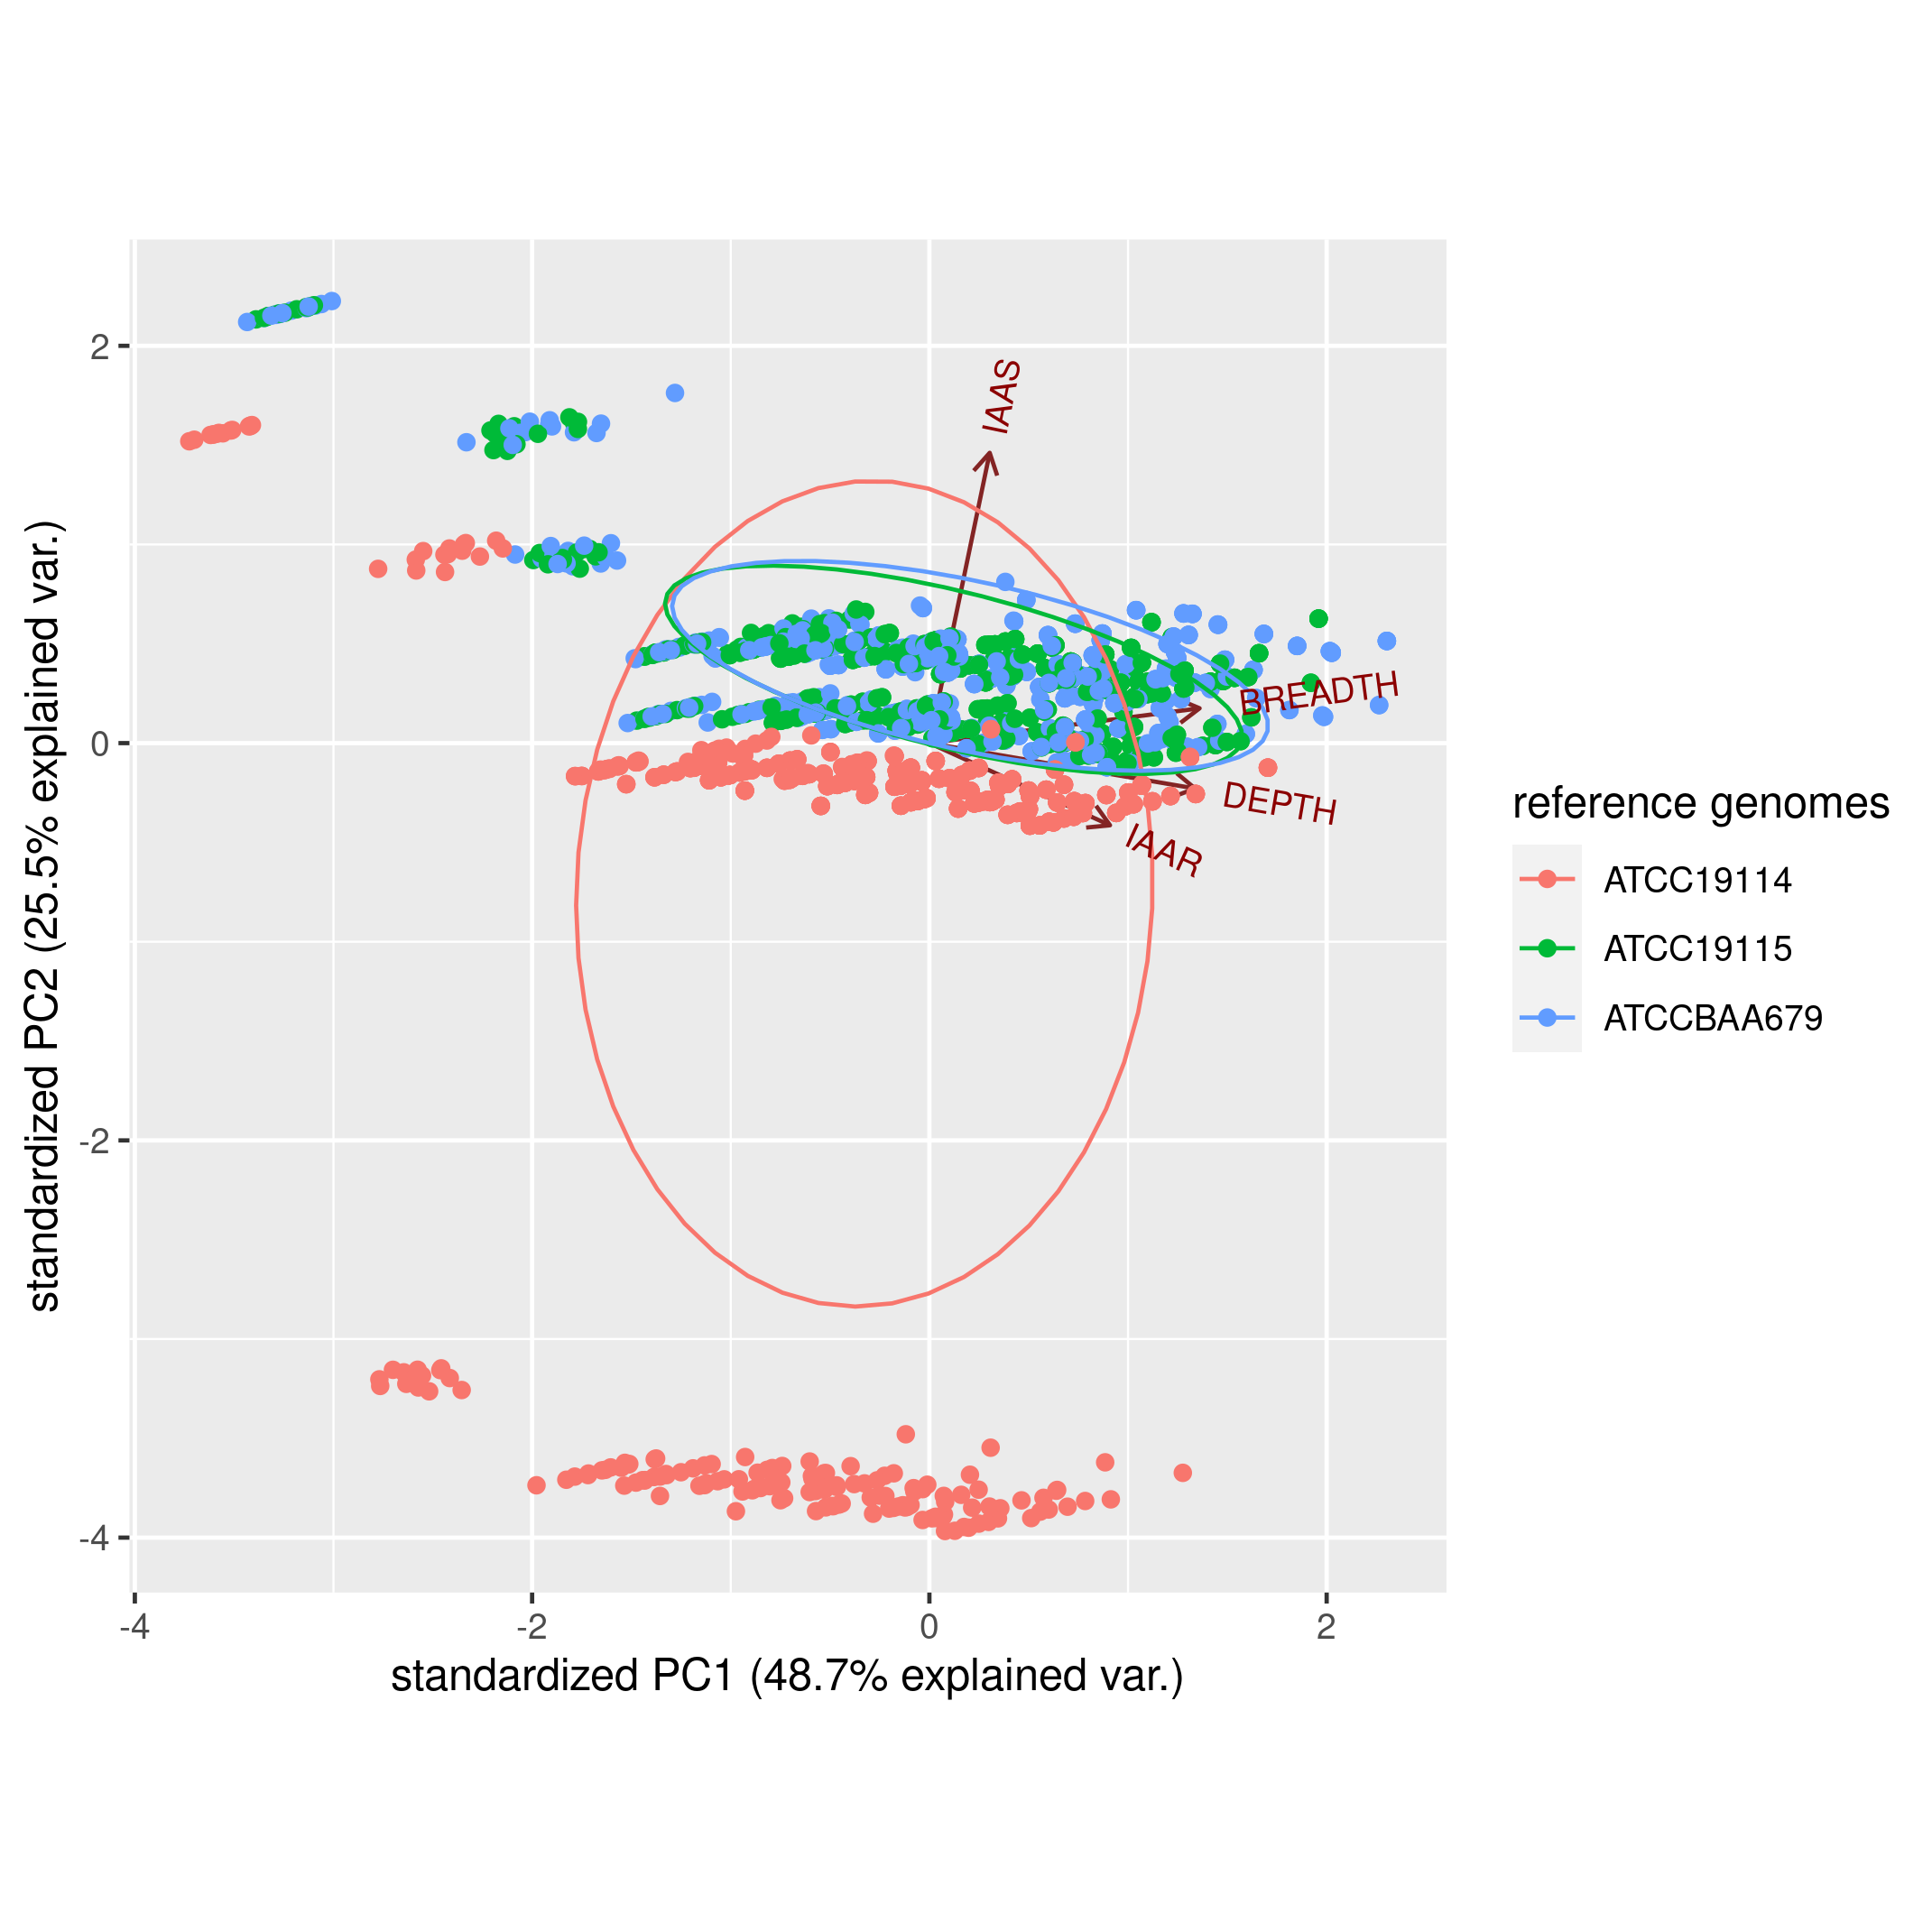 standardized PC2 (25.5% explained var.)
2
0
-2
-4
IAAS
BREADTH
DEPTH
IAAR
-4
-2
0
2
standardized PC1 (48.7% explained var.)
reference genomes
ATCC19114
ATCC19115
ATCCBAA679